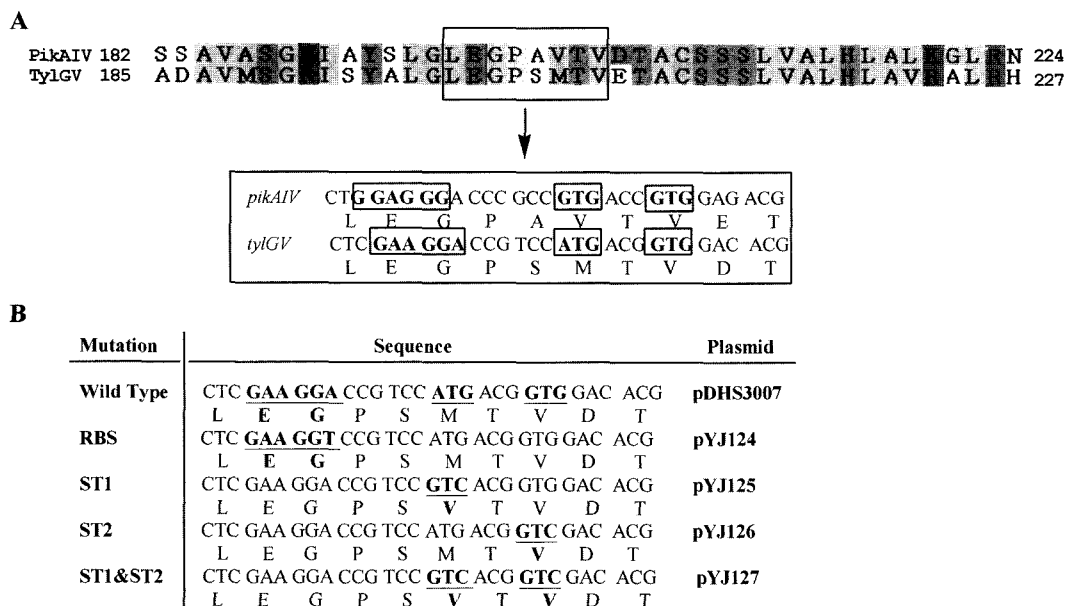 A
PikAIV 182 S S A V A S G I A Y S L G L E G P A V T V D T A C S S S L V A L H L A L G L R N 224
TylGV 185 A D A V M S G I S Y A L G L E G P S M T V E T A C S S S L V A L H L A V R A L R H 227
pikAIV CTG GAG GGA CCC GCC GTG ACC GTG GAG ACG
L E G P A V T V E T
tylGV CTC GAA GGA CCG TCC ATG ACG GTG GAC ACG
L E G P S M T V D T
B
Mutation Sequence Plasmid
Wild Type CTC GAA GGA CCG TCC ATG ACG GTG GAC ACG pDHS3007
L E G P S M T V D T
RBS CTC GAA GGT CCG TCC ATG ACG GTG GAC ACG pYJ124
L E G P S M T V D T
ST1 CTC GAA GGA CCG TCC GTC ACG GTG GAC ACG pYJ125
L E G P S V T V D T
ST2 CTC GAA GGA CCG TCC ATG ACG GTC GAC ACG pYJ126
L E G P S M T V D T
ST1&ST2 CTC GAA GGA CCG TCC GTC ACG GTC GAC ACG pYJ127
L E G P S V T V D T